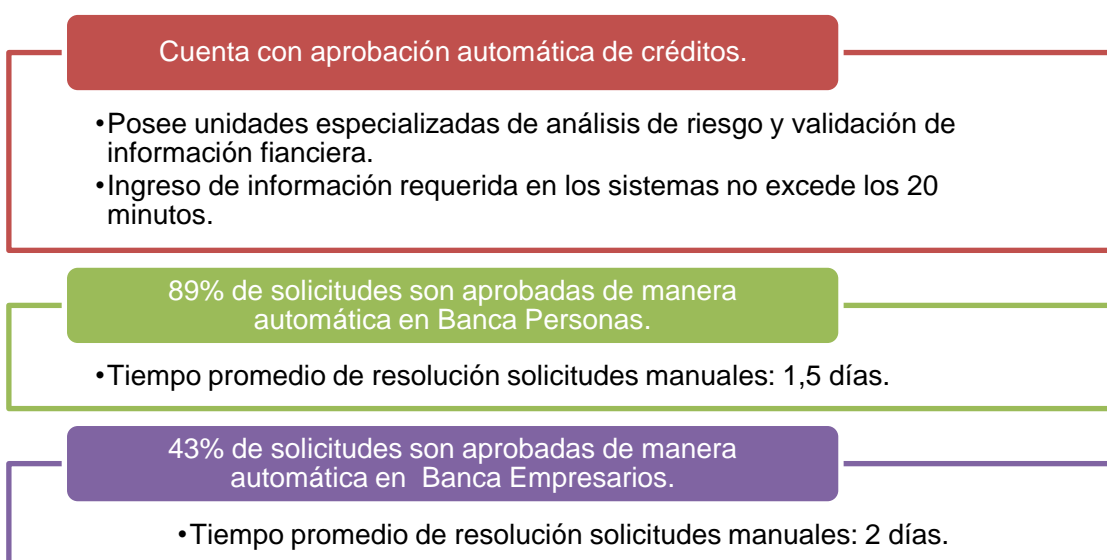 Cuenta con aprobación automática de créditos.
•Posee unidades especializadas de análisis de riesgo y validación de
información fianciera.
•Ingreso de información requerida en los sistemas no excede los 20
minutos.
89% de solicitudes son aprobadas de manera
automática en Banca Personas.
•Tiempo promedio de resolución solicitudes manuales: 1,5 días.
43% de solicitudes son aprobadas de manera
automática en  Banca Empresarios.
•Tiempo promedio de resolución solicitudes manuales: 2 días.